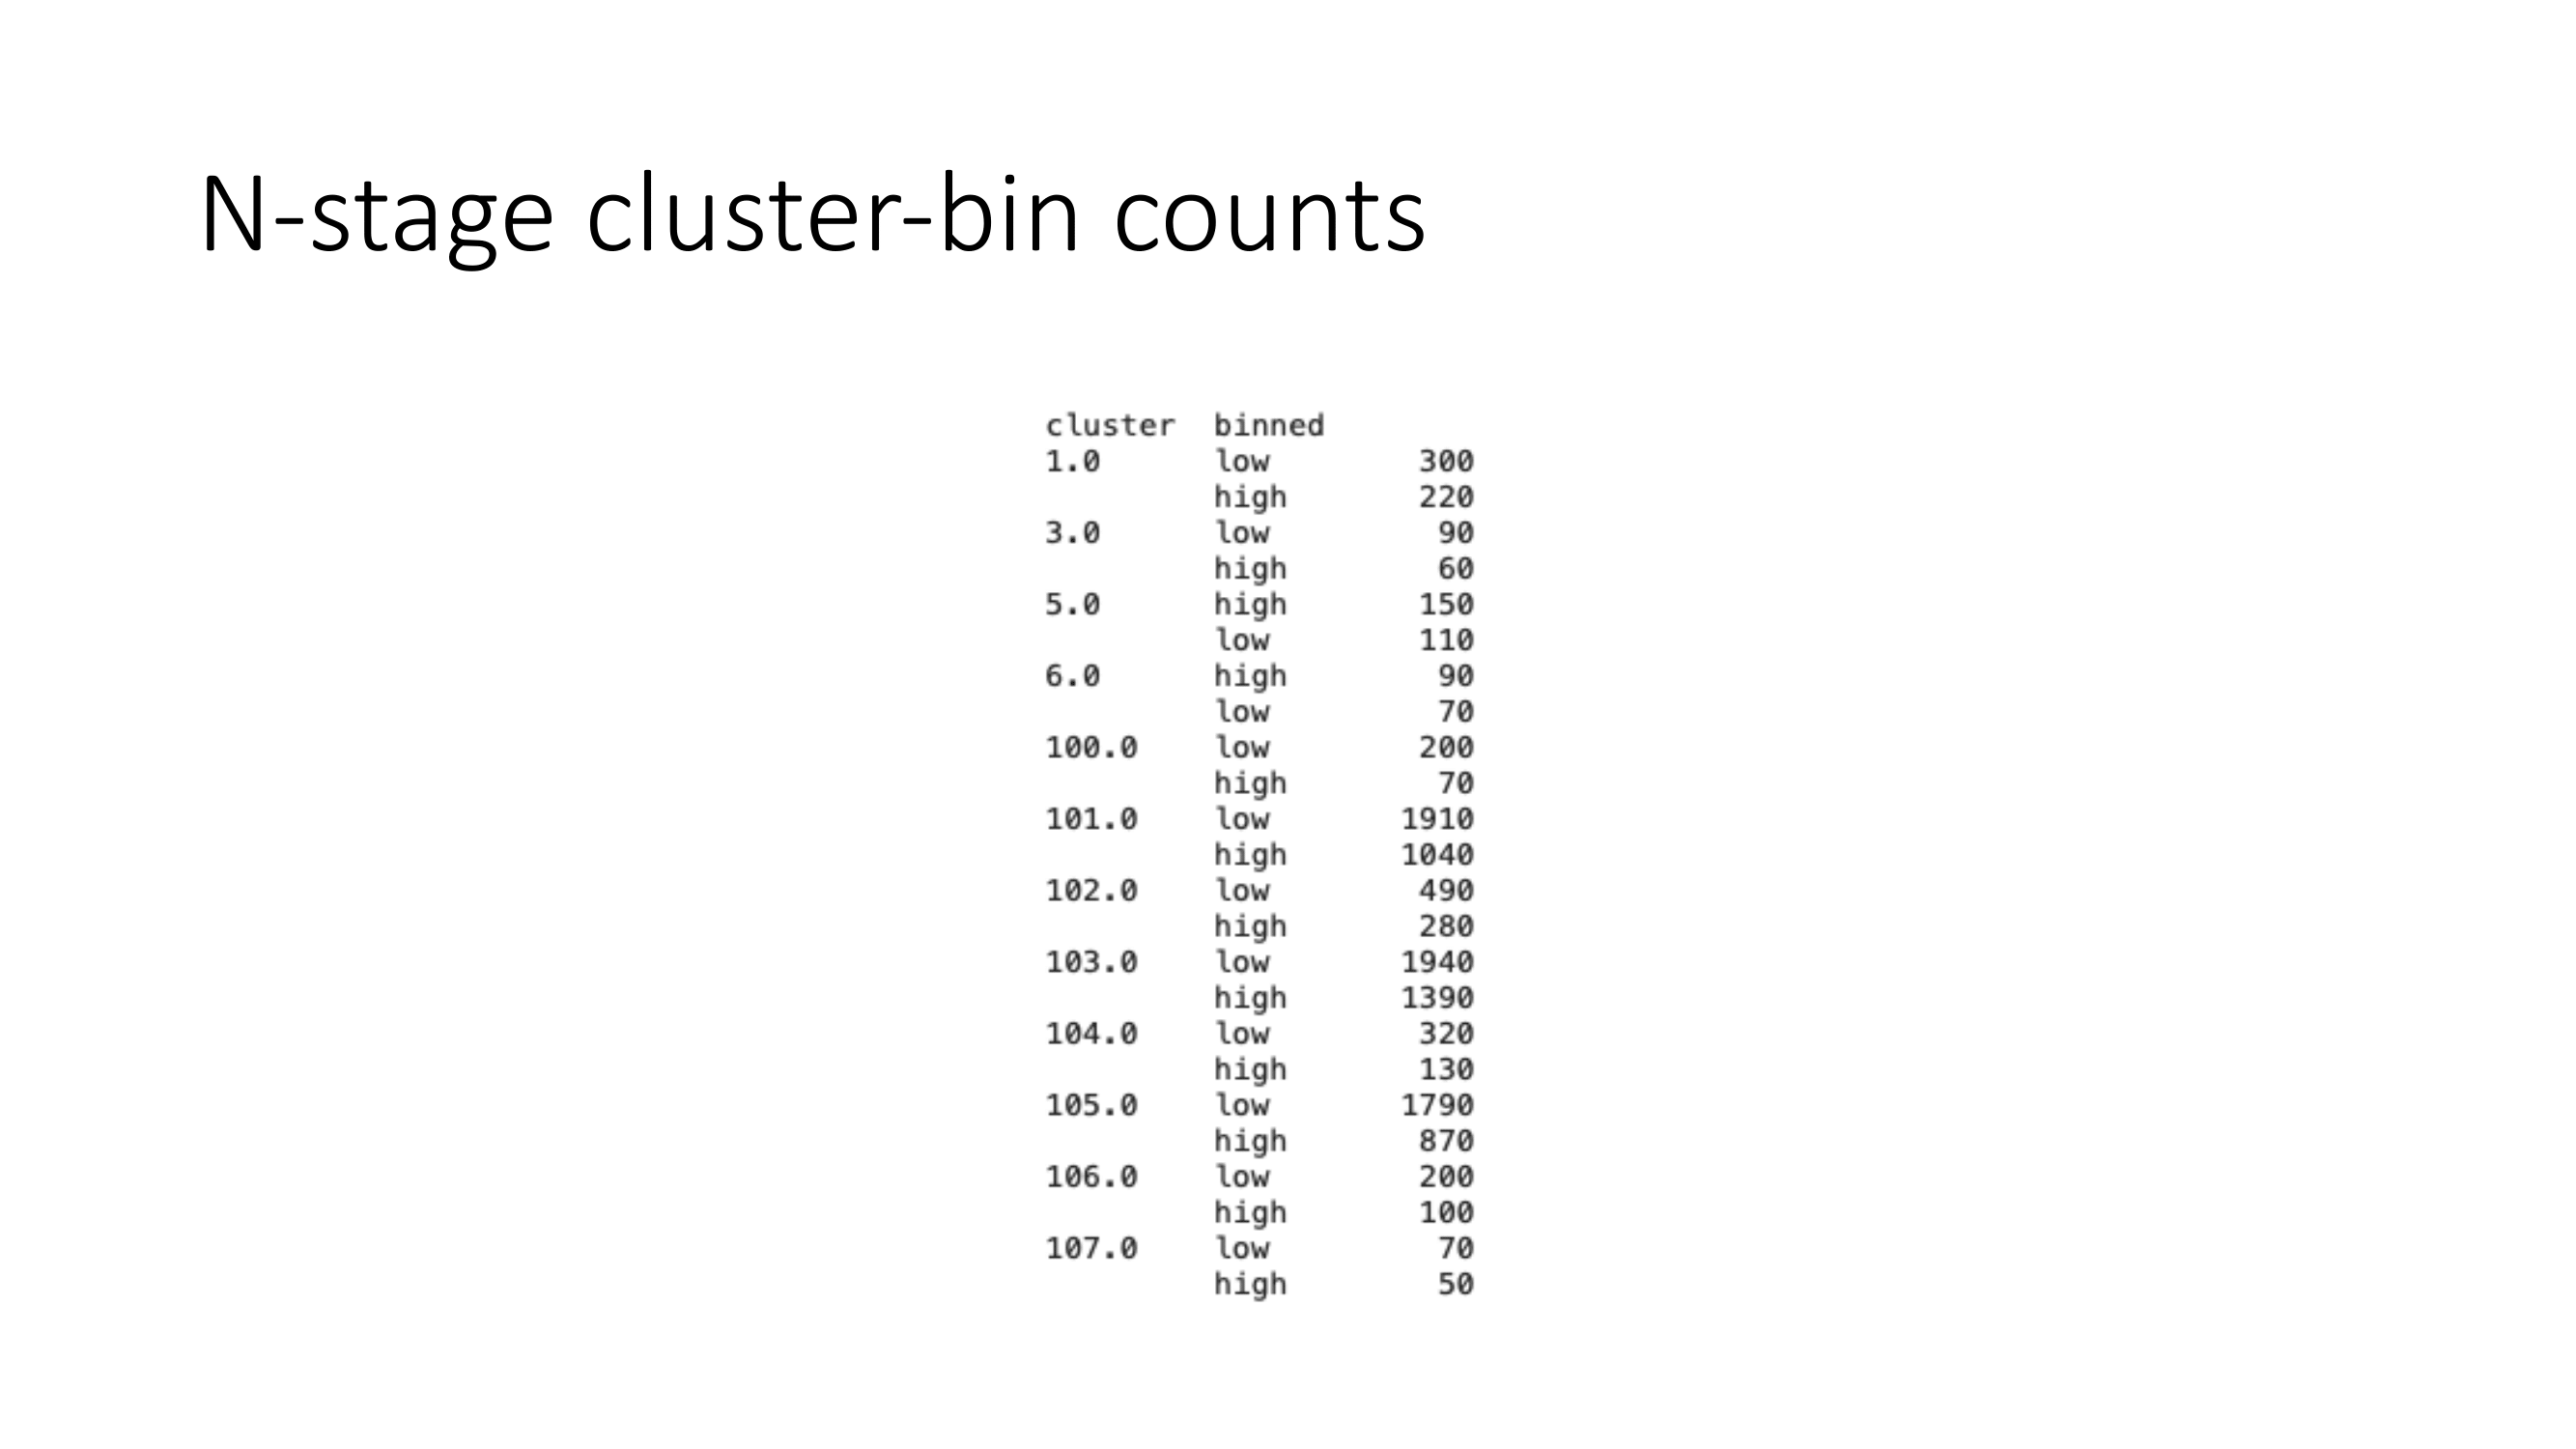 N-stage cluster-bin counts
cluster binned
1.0 low 300
high 220
3.0 low 90
high 60
5.0 high 150
low 110
6.0 high 90
low 70
100.0 low 200
high 70
101.0 low 1910
high 1040
102.0 low 490
high 280
103.0 low 1940
high 1390
104.0 low 320
high 130
105.0 low 1790
high 870
106.0 low 200
high 100
107.0 low 70
high 50